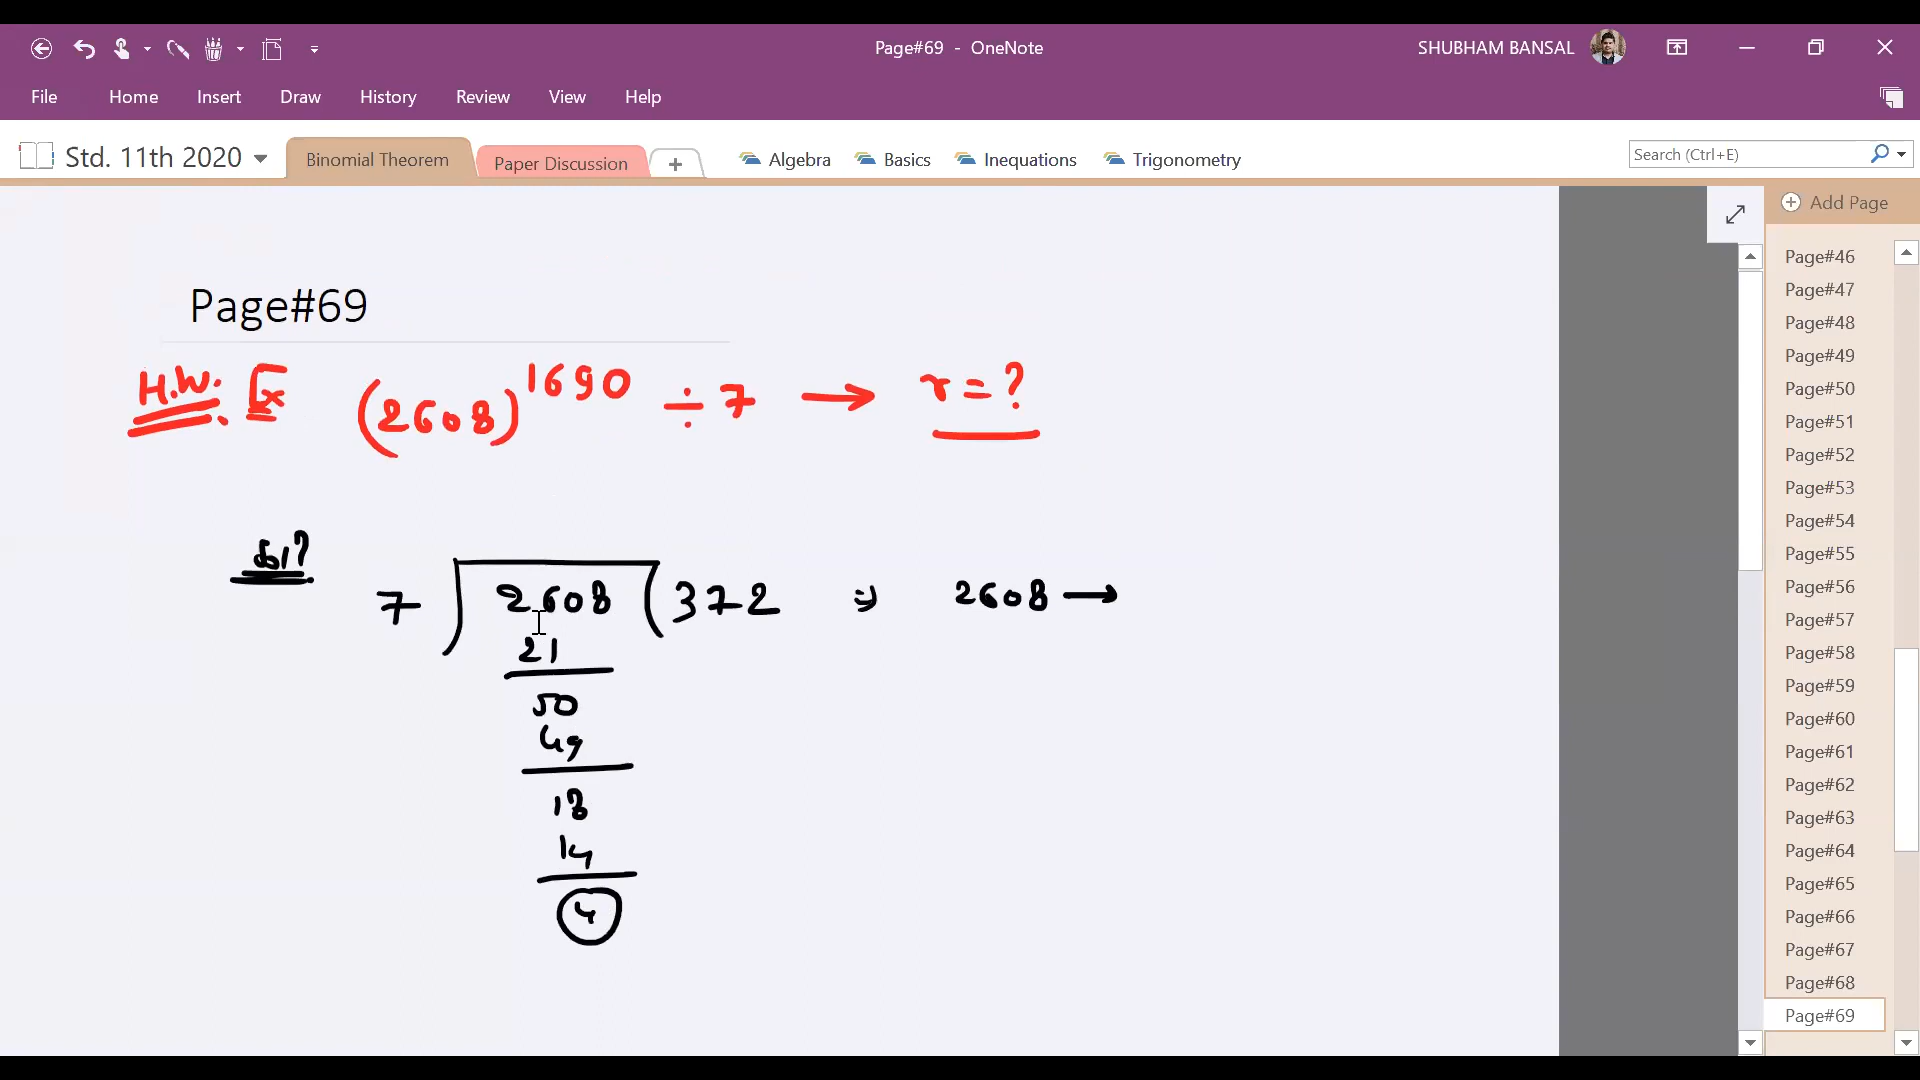 Page#69 - OneNote
SHUBHAM BANSAL
File Home Insert Draw History Review View Help
Std. 11th 2020
Binomial Theorem
Paper Discussion
Algebra
Basics
Inequations
Trigonometry
Search (Ctrl+E)
Add Page
Page#69
H.W. Ex (2608)^1690 ÷ 7 → r = ?
Sol?
7 ) 2608 ( 372 ⇒ 2608 →
21
50
49
18
14
4
Page#46
Page#47
Page#48
Page#49
Page#50
Page#51
Page#52
Page#53
Page#54
Page#55
Page#56
Page#57
Page#58
Page#59
Page#60
Page#61
Page#62
Page#63
Page#64
Page#65
Page#66
Page#67
Page#68
Page#69